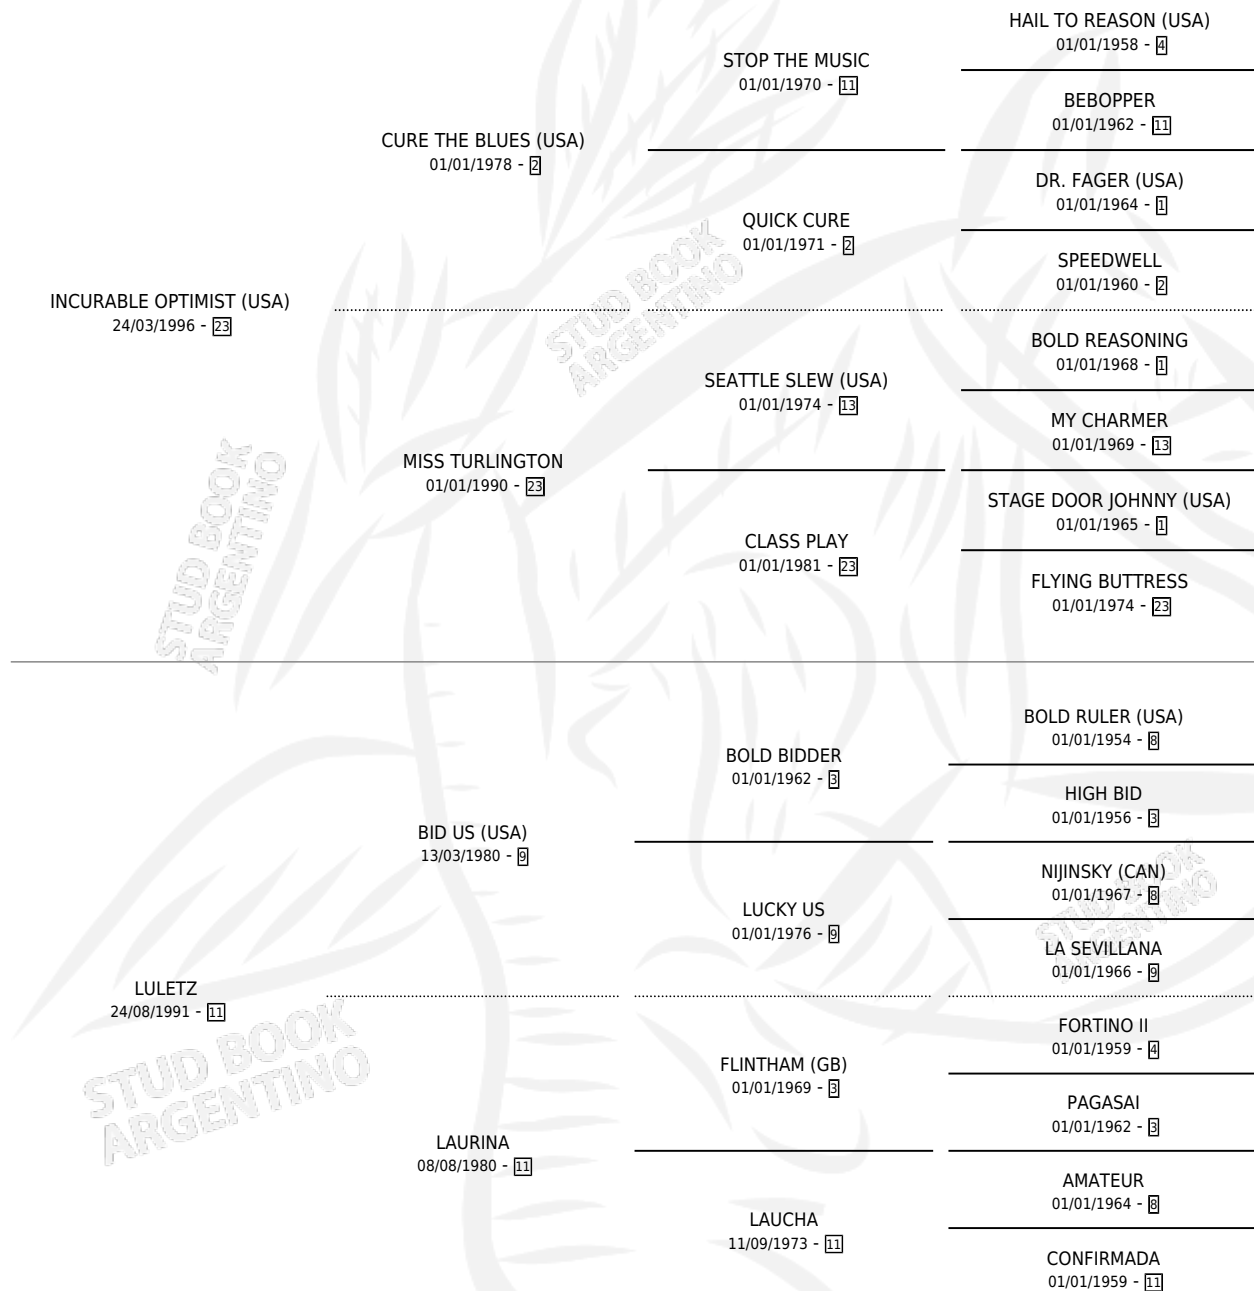 HAIL TO REASON (USA)
01/01/1958 - 4
STOP THE MUSIC
01/01/1970 - 11
BEBOPPER
01/01/1962 - 11
CURE THE BLUES (USA)
01/01/1978 - 2
DR. FAGER (USA)
01/01/1964 - 1
QUICK CURE
01/01/1971 - 2
SPEEDWELL
01/01/1960 - 2
INCURABLE OPTIMIST (USA)
24/03/1996 - 23
BOLD REASONING
01/01/1968 - 1
SEATTLE SLEW (USA)
01/01/1974 - 13
MY CHARMER
01/01/1969 - 13
MISS TURLINGTON
01/01/1990 - 23
STAGE DOOR JOHNNY (USA)
01/01/1965 - 1
CLASS PLAY
01/01/1981 - 23
FLYING BUTTRESS
01/01/1974 - 23
BOLD RULER (USA)
01/01/1954 - 8
BOLD BIDDER
01/01/1962 - 3
HIGH BID
01/01/1956 - 3
BID US (USA)
13/03/1980 - 9
NIJINSKY (CAN)
01/01/1967 - 8
LUCKY US
01/01/1976 - 9
LA SEVILLANA
01/01/1966 - 9
LULETZ
24/08/1991 - 11
FORTINO II
01/01/1959 - 4
FLINTHAM (GB)
01/01/1969 - 3
PAGASAI
01/01/1962 - 3
LAURINA
08/08/1980 - 11
AMATEUR
01/01/1964 - 8
LAUCHA
11/09/1973 - 11
CONFIRMADA
01/01/1959 - 11
STUD BOOK
ARGENTINO
STUD BOOK
ARGENTINO
STUD BOOK
ARGENTINO
STUD BOOK
ARGENTINO